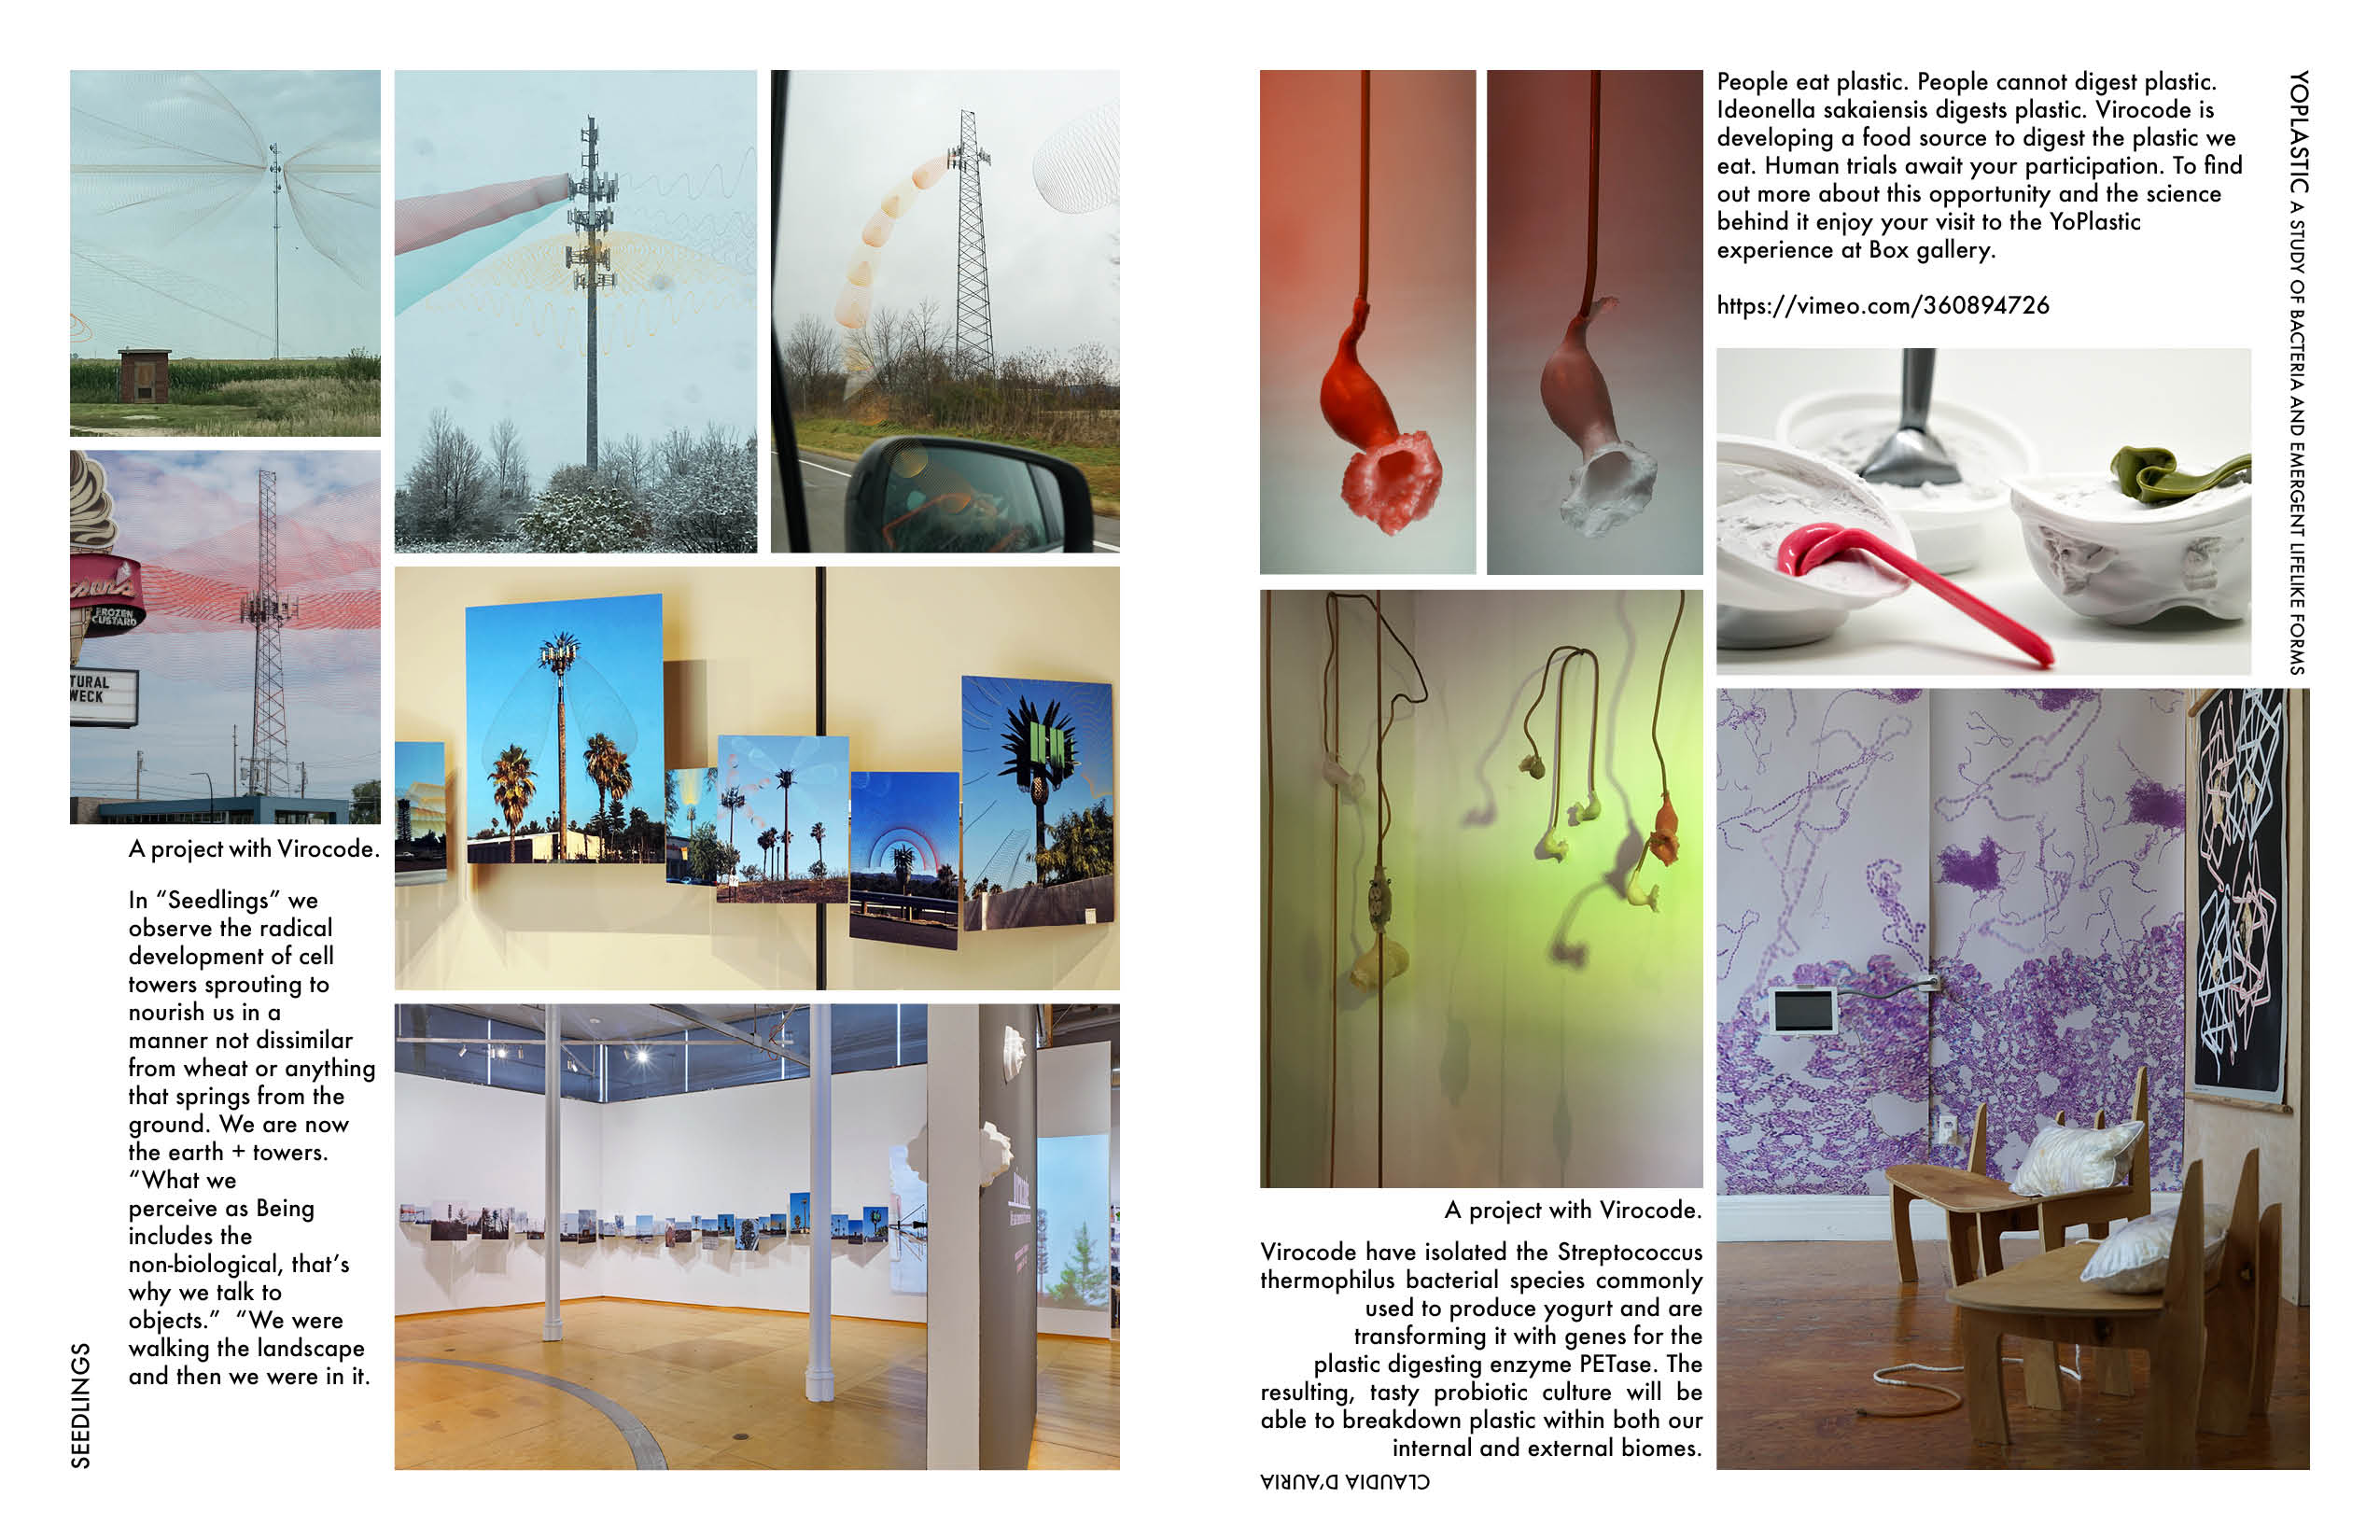 FROZEN
CUSTARD
TURAL
WECK
A project with Virocode.
In “Seedlings” we
observe the radical
development of cell
towers sprouting to
nourish us in a
manner not dissimilar
from wheat or anything
that springs from the
ground. We are now
the earth + towers.
“What we
perceive as Being
includes the
non-biological, that’s
why we talk to
objects.”  “We were
walking the landscape
and then we were in it.
SEEDLINGS
People eat plastic. People cannot digest plastic.
Ideonella sakaiensis digests plastic. Virocode is
developing a food source to digest the plastic we
eat. Human trials await your participation. To find
out more about this opportunity and the science
behind it enjoy your visit to the YoPlastic
experience at Box gallery.
https://vimeo.com/360894726
YOPLASTIC A STUDY OF BACTERIA AND EMERGENT LIFELIKE FORMS
A project with Virocode.
Virocode have isolated the Streptococcus
thermophilus bacterial species commonly
used to produce yogurt and are
transforming it with genes for the
plastic digesting enzyme PETase. The
resulting, tasty probiotic culture will be
able to breakdown plastic within both our
internal and external biomes.
CLAUDIA D'AURIA